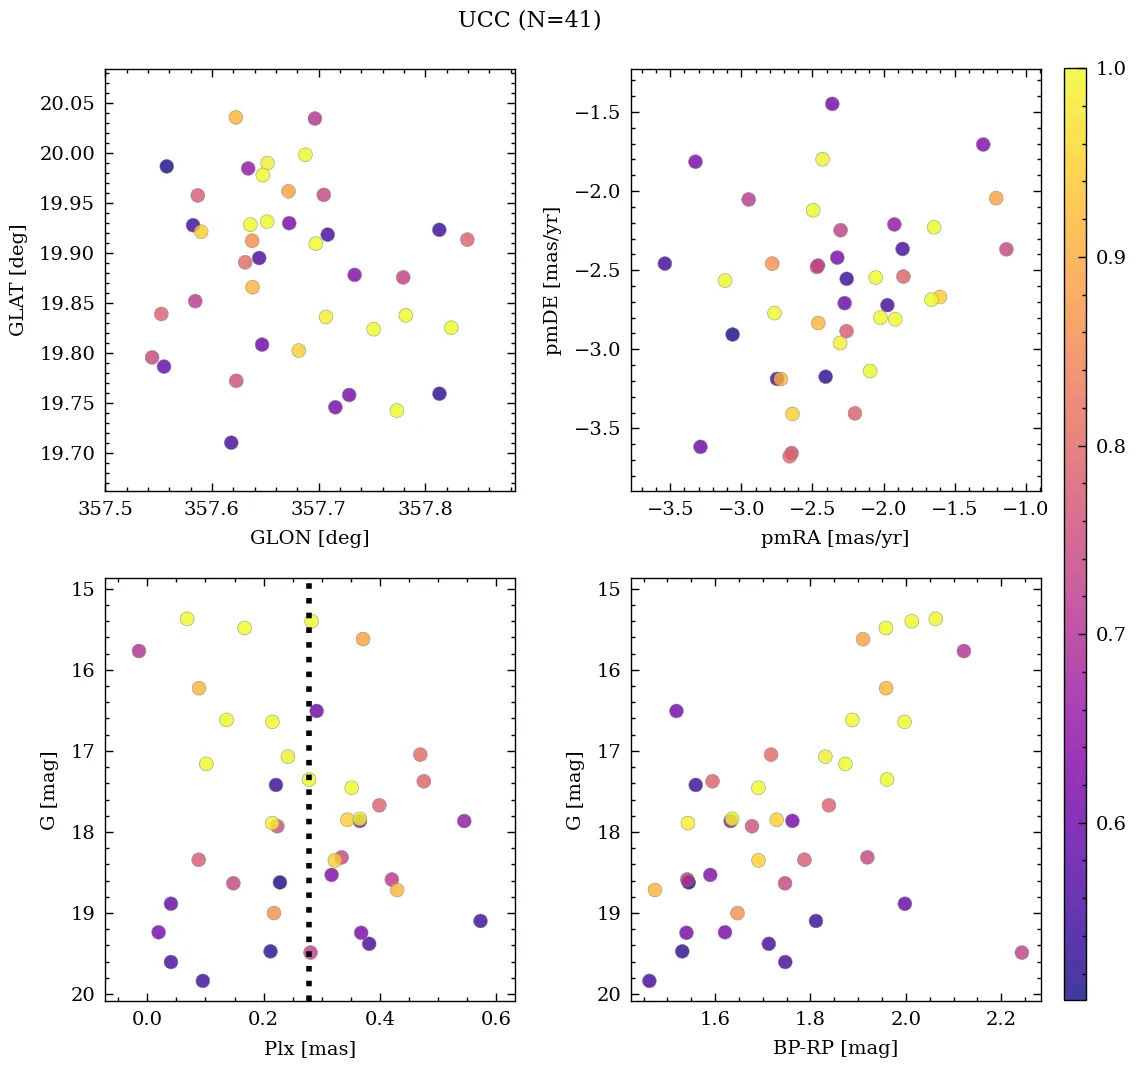 UCC (N=41)
20.05
20.00
19.95
19.90
19.85
19.80
19.75
19.70
GLAT [deg]
357.5 357.6 357.7 357.8
GLON [deg]
−1.5
−2.0
−2.5
−3.0
−3.5
pmDE [mas/yr]
−3.5 −3.0 −2.5 −2.0 −1.5 −1.0
pmRA [mas/yr]
15
16
17
18
19
20
G [mag]
0.0 0.2 0.4 0.6
Plx [mas]
15
16
17
18
19
20
G [mag]
1.6 1.8 2.0 2.2
BP-RP [mag]
1.0
0.9
0.8
0.7
0.6